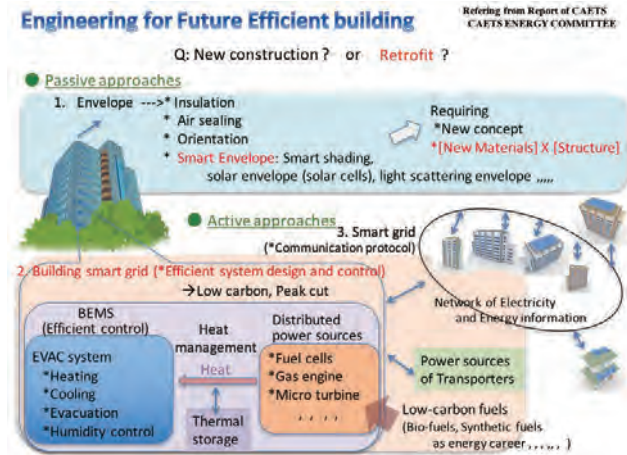 Engineering for Future Efficient building
Refering from Report of CAETS
CAETS ENERGY COMMITTEE
Q: New construction ? or Retrofit ?
Passive approaches
1. Envelope --->* Insulation
* Air sealing
* Orientation
* Smart Envelope: Smart shading,
solar envelope (solar cells), light scattering envelope ,,,,,
Requiring
*New concept
*[New Materials] X [Structure]
Active approaches
3. Smart grid
(*Communication protocol)
2. Building smart grid (*Efficient system design and control)
→Low carbon, Peak cut
Network of Electricity
and Energy information
BEMS
(Efficient control)
EVAC system
*Heating
*Cooling
*Evacuation
*Humidity control
Heat
management
Heat
Thermal
storage
Distributed
power sources
*Fuel cells
*Gas engine
*Micro turbine
, , , ,
Power sources
of Transporters
Low-carbon fuels
(Bio-fuels, Synthetic fuels
as energy career , , , ,, , )